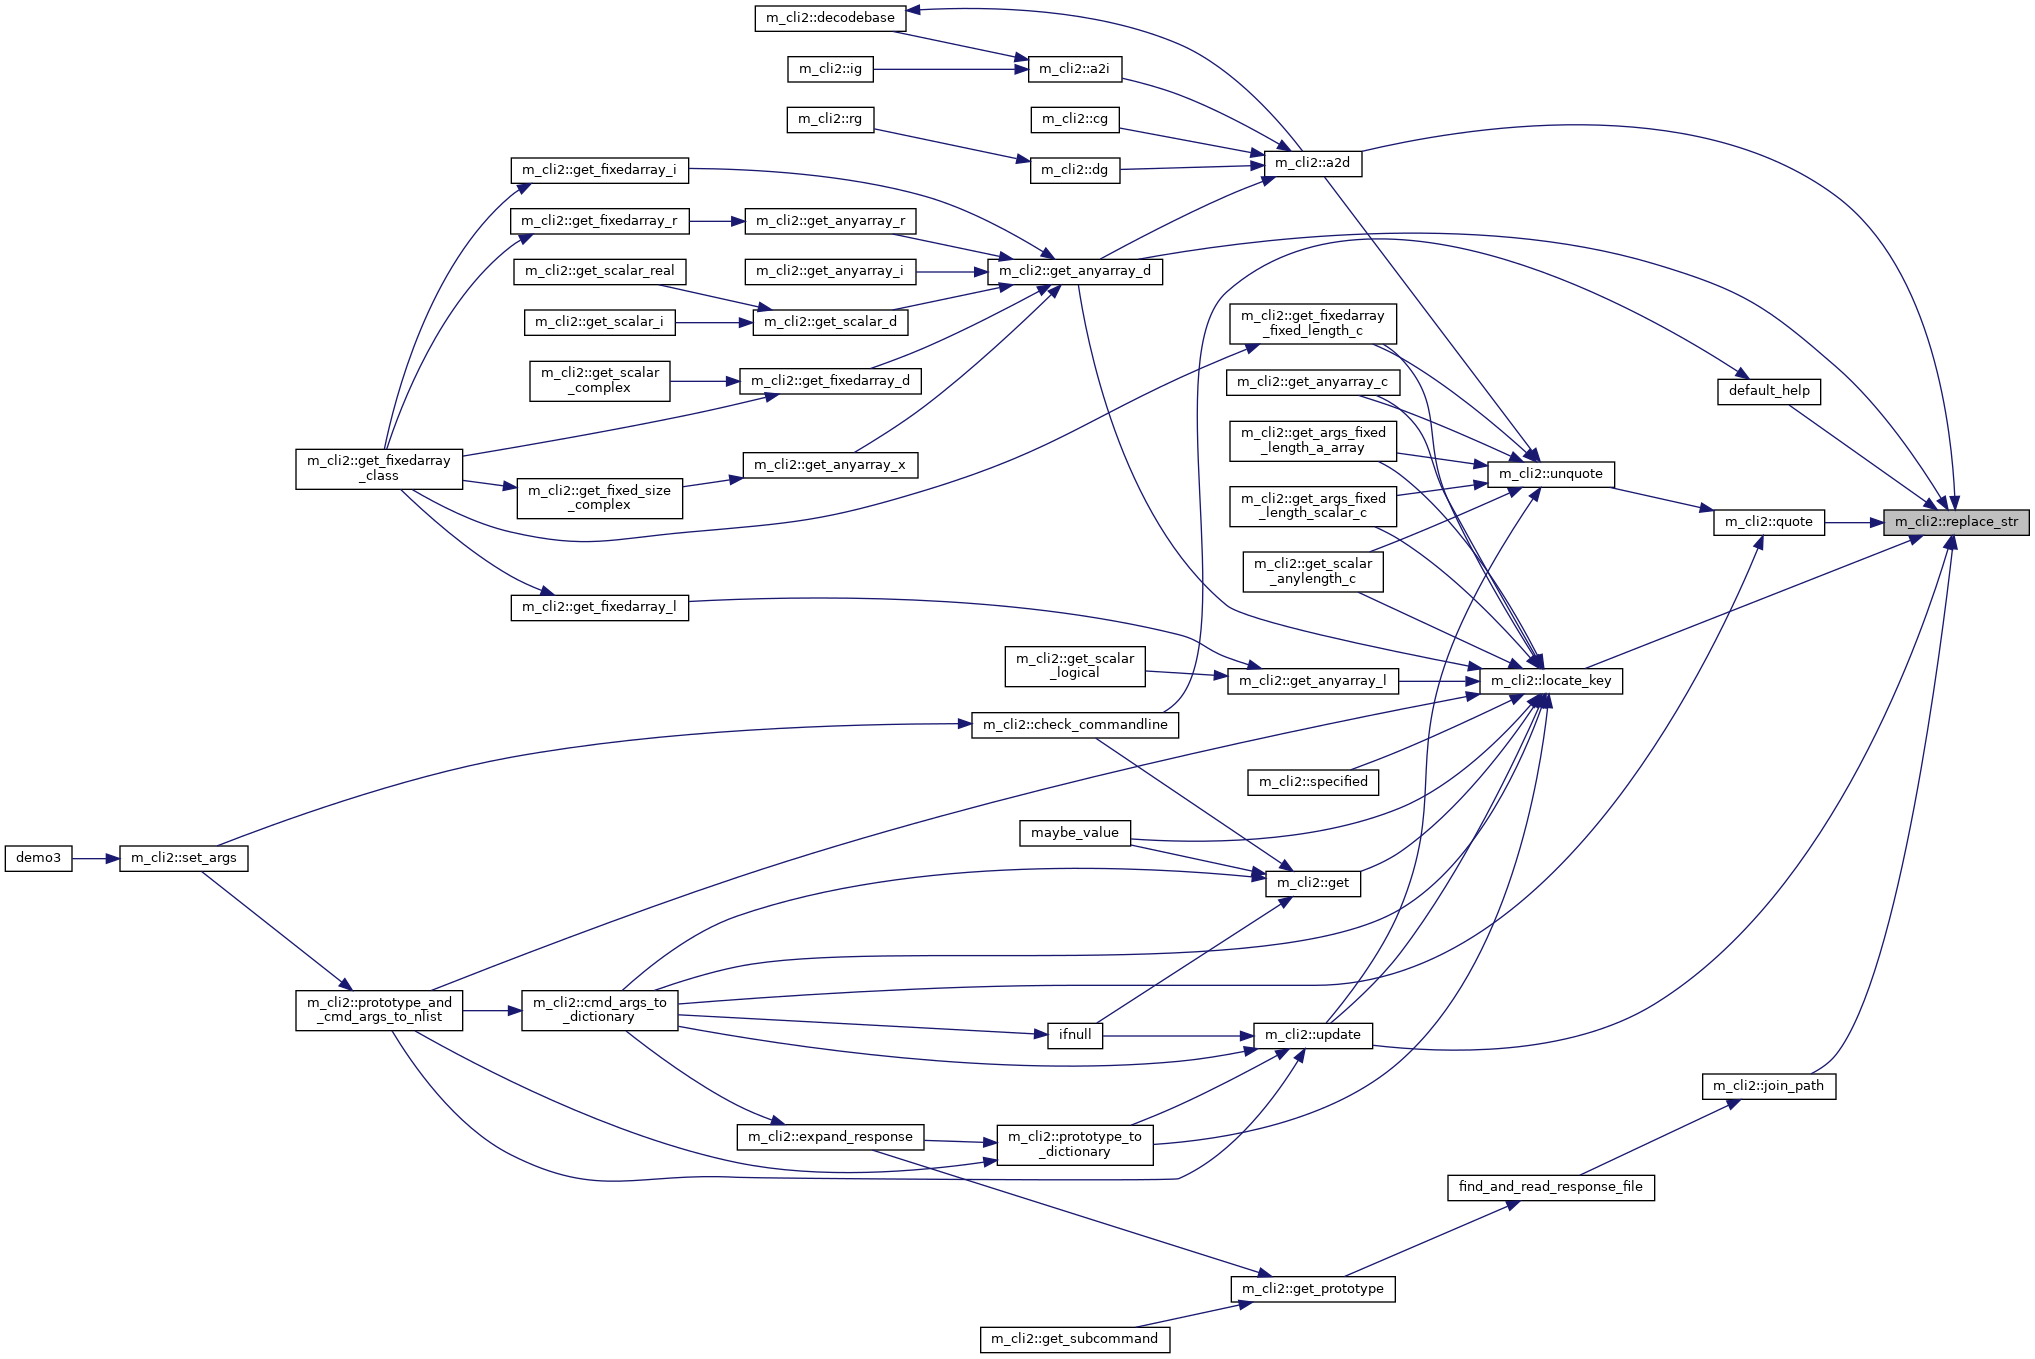 m_cli2::decodebase
m_cli2::ig
m_cli2::a2i
m_cli2::rg
m_cli2::cg
m_cli2::get_fixedarray_i
m_cli2::dg
m_cli2::a2d
m_cli2::get_fixedarray_r
m_cli2::get_anyarray_r
m_cli2::get_scalar_real
m_cli2::get_anyarray_i
m_cli2::get_anyarray_d
m_cli2::get_scalar_i
m_cli2::get_scalar_d
m_cli2::get_fixedarray
_fixed_length_c
m_cli2::get_scalar
_complex
m_cli2::get_fixedarray_d
m_cli2::get_anyarray_c
default_help
m_cli2::get_args_fixed
_length_a_array
m_cli2::get_fixedarray
_class
m_cli2::get_anyarray_x
m_cli2::unquote
m_cli2::get_fixed_size
_complex
m_cli2::get_args_fixed
_length_scalar_c
m_cli2::quote
m_cli2::replace_str
m_cli2::get_scalar
_anylength_c
m_cli2::get_fixedarray_l
m_cli2::get_scalar
_logical
m_cli2::get_anyarray_l
m_cli2::locate_key
m_cli2::check_commandline
m_cli2::specified
maybe_value
demo3
m_cli2::set_args
m_cli2::get
m_cli2::prototype_and
_cmd_args_to_nlist
m_cli2::cmd_args_to
_dictionary
ifnull
m_cli2::update
m_cli2::join_path
m_cli2::expand_response
m_cli2::prototype_to
_dictionary
find_and_read_response_file
m_cli2::get_prototype
m_cli2::get_subcommand